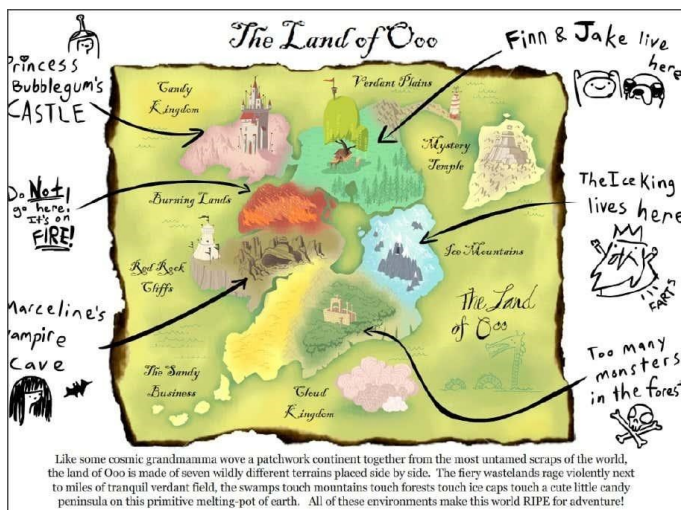 The Land of Ooo
Princess
Bubblegum's
CASTLE
Finn & Jake live
here
Candy
Kingdom
Verdent Plains
Mystery
Temple
Do NOT!
go here.
It's on
FIRE!
Burning Lands
The Ice King
lives here
FARTS
Ice Mountains
Red Rock
Cliffs
Marceline's
Vampire
Cave
The Land
of Ooo
The Sandy
Business
Cloud
Kingdom
Too many
monsters
in the forest
Like some cosmic grandmamma wove a patchwork continent together from the most untamed scraps of the world,
the land of Ooo is made of seven wildly different terrains placed side by side. The fiery wastelands rage violently next
to miles of tranquil verdant field, the swamps touch mountains touch forests touch ice caps touch a cute little candy
peninsula on this primitive melting-pot of earth. All of these environments make this world RIPE for adventure!